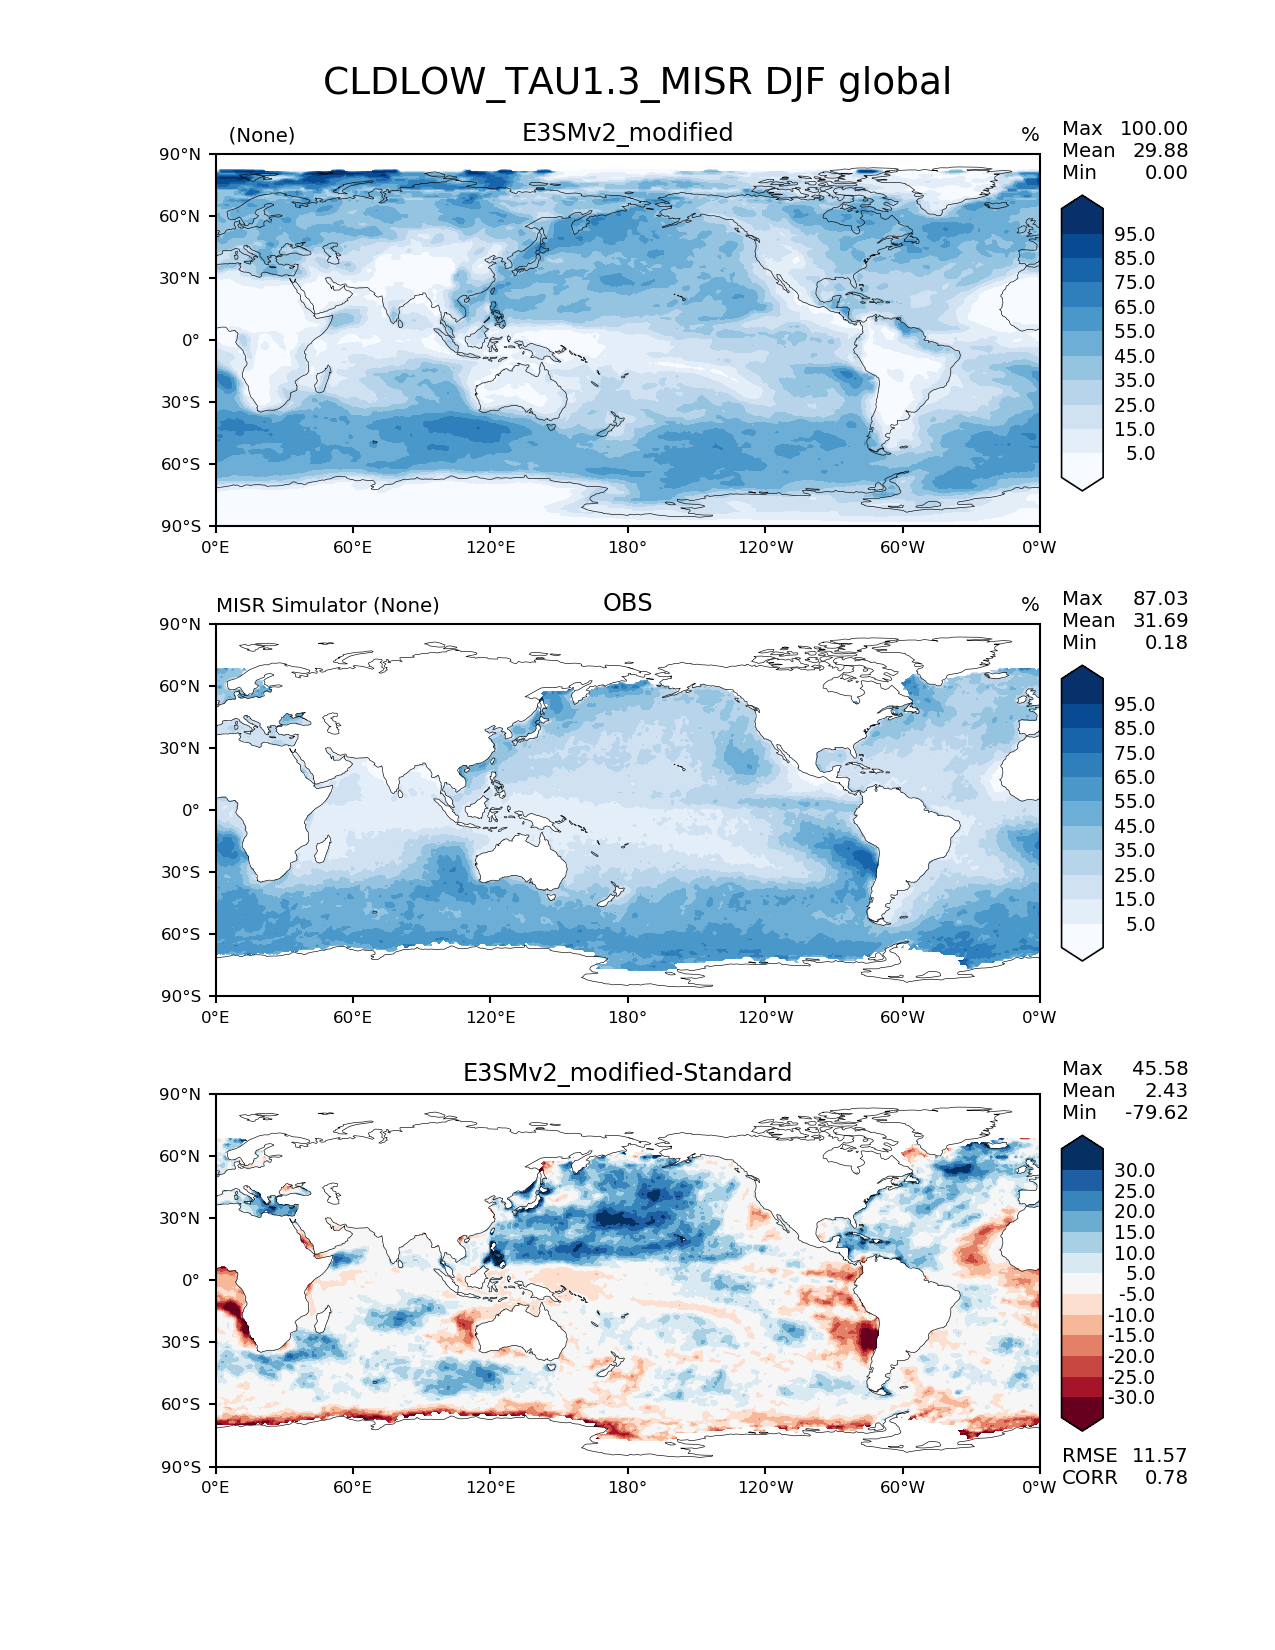 CLDLOW_TAU1.3_MISR DJF global
(None) E3SMv2_modified %
Max 100.00
Mean 29.88
Min 0.00
90°N
60°N
30°N
0°
30°S
60°S
90°S
0°E 60°E 120°E 180° 120°W 60°W 0°W
95.0
85.0
75.0
65.0
55.0
45.0
35.0
25.0
15.0
5.0
MISR Simulator (None) OBS %
Max 87.03
Mean 31.69
Min 0.18
90°N
60°N
30°N
0°
30°S
60°S
90°S
0°E 60°E 120°E 180° 120°W 60°W 0°W
95.0
85.0
75.0
65.0
55.0
45.0
35.0
25.0
15.0
5.0
E3SMv2_modified-Standard
Max 45.58
Mean 2.43
Min -79.62
90°N
60°N
30°N
0°
30°S
60°S
90°S
0°E 60°E 120°E 180° 120°W 60°W 0°W
30.0
25.0
20.0
15.0
10.0
5.0
-5.0
-10.0
-15.0
-20.0
-25.0
-30.0
RMSE 11.57
CORR 0.78